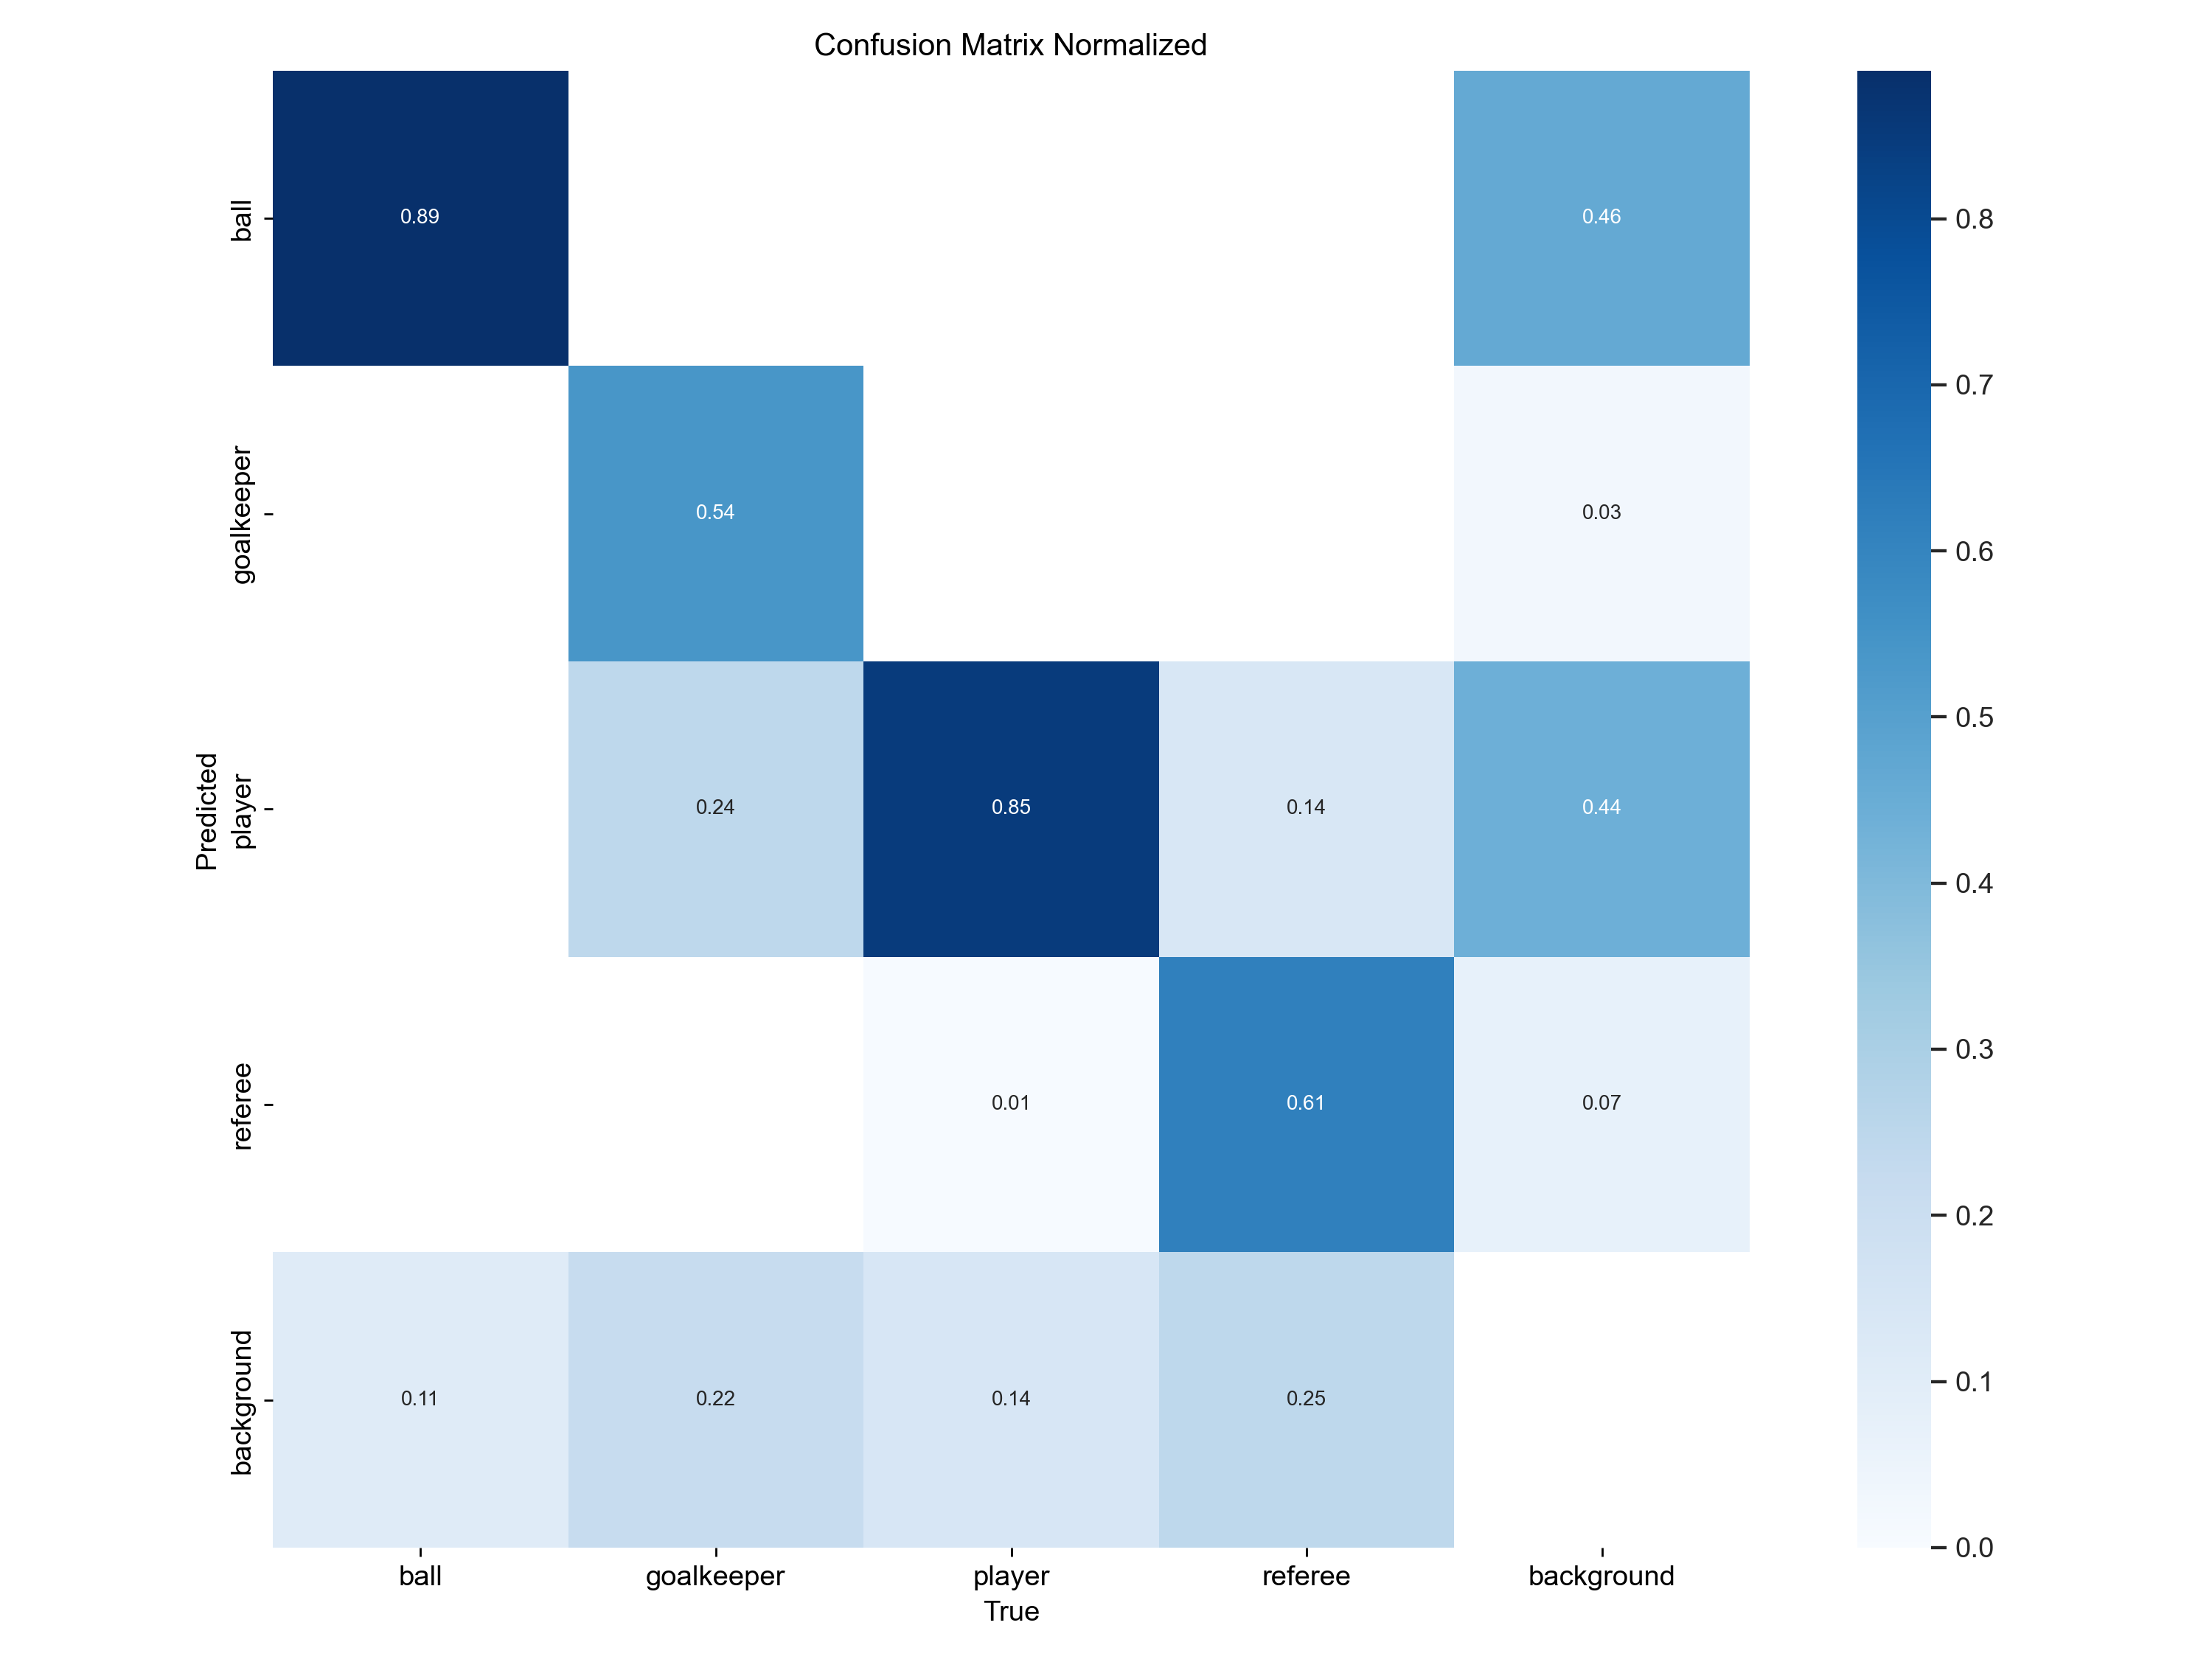 Confusion Matrix Normalized
ball
0.89
0.46
0.8
0.7
goalkeeper
0.54
0.03
0.6
0.5
Predicted
player
0.24
0.85
0.14
0.44
0.4
0.3
referee
0.01
0.61
0.07
0.2
background
0.11
0.22
0.14
0.25
0.1
0.0
ball goalkeeper player referee background
True